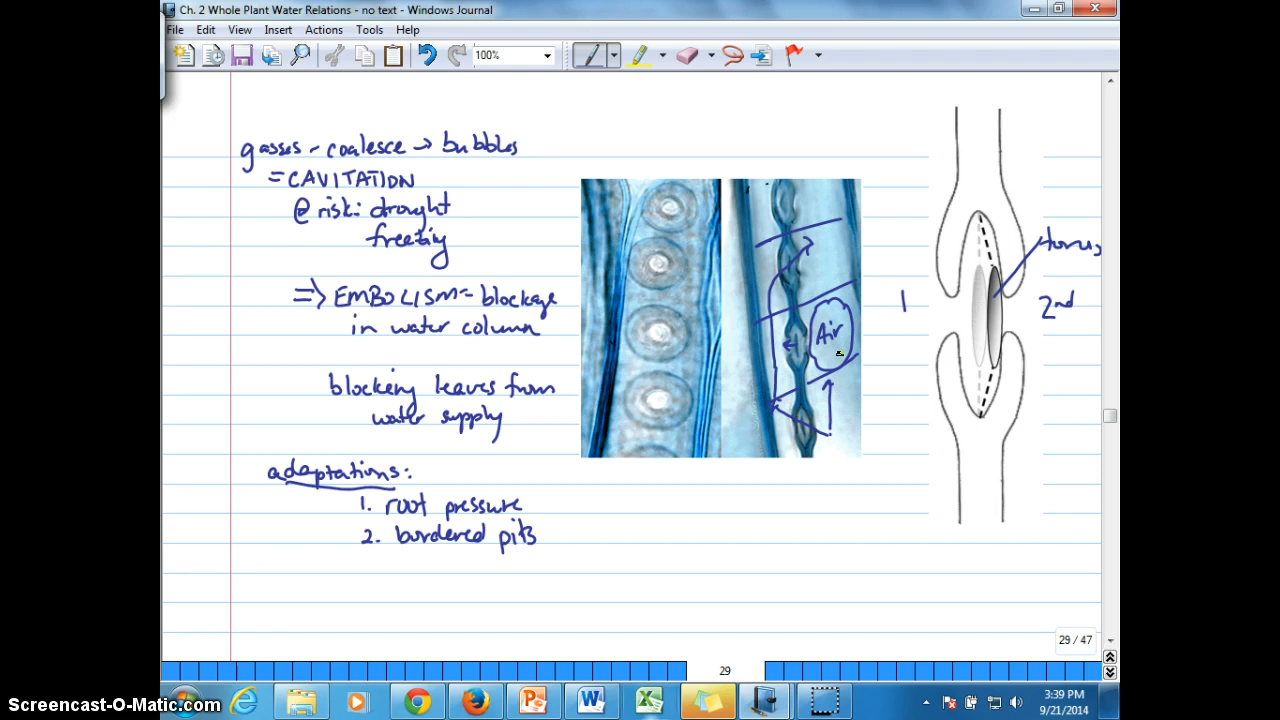 Ch. 2 Whole Plant Water Relations - no text - Windows Journal
File Edit View Insert Actions Tools Help
100%
gasses - coalesce → bubbles
= CAVITATION
@ risk: drought
freezing
⇒ EMBOLISM = blockage
in water column
blocking leaves from
water supply
adaptations:
1. root pressure
2. bordered pits
Air
torus
1
2nd
29 / 47
29
Screencast-O-Matic.com
3:39 PM
9/21/2014